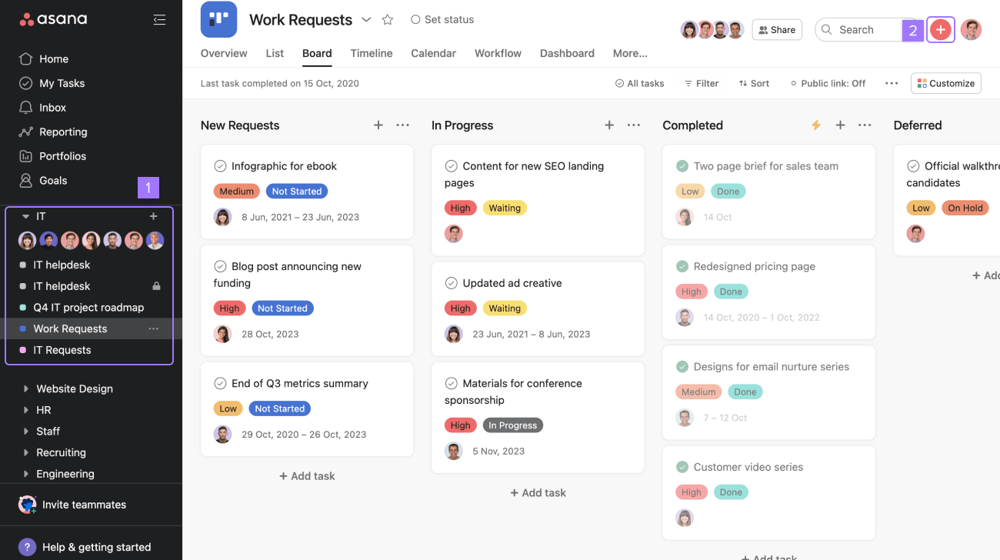 asana
Home
My Tasks
Inbox
Reporting
Portfolios
Goals
1
IT
IT helpdesk
IT helpdesk
Q4 IT project roadmap
Work Requests
IT Requests
Website Design
HR
Staff
Recruiting
Engineering
Invite teammates
? Help & getting started
Work Requests
Set status
Share
Search
2
Overview
List
Board
Timeline
Calendar
Workflow
Dashboard
More...
Last task completed on 15 Oct, 2020
All tasks
Filter
Sort
Public link: Off
Customize
New Requests
Infographic for ebook
Medium Not Started
8 Jun, 2021 – 23 Jun, 2023
Blog post announcing new
funding
High Not Started
28 Oct, 2023
End of Q3 metrics summary
Low Not Started
29 Oct, 2020 – 26 Oct, 2023
+ Add task
In Progress
Content for new SEO landing
pages
High Waiting
Updated ad creative
High Waiting
23 Jun, 2021 – 8 Jun, 2023
Materials for conference
sponsorship
High In Progress
5 Nov, 2023
+ Add task
Completed
Two page brief for sales team
Low Done
14 Oct
Redesigned pricing page
High Done
14 Oct, 2020 – 1 Oct, 2022
Designs for email nurture series
Medium Done
7 – 12 Oct
Customer video series
High Done
+ Add task
Deferred
Official walkthro
candidates
Low On Hold
+ Add